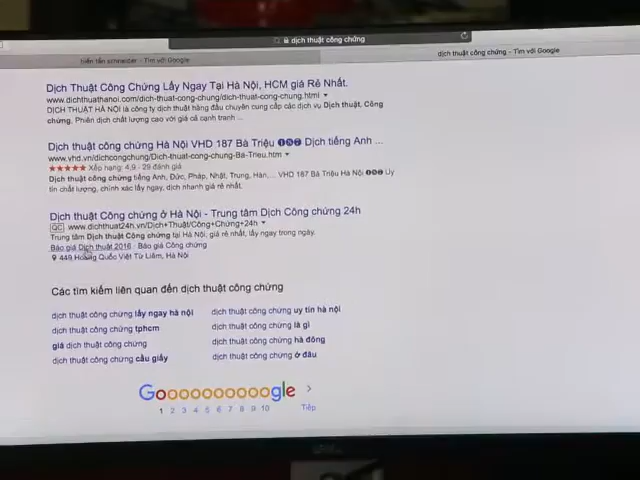 dịch thuật công chứng
biến tần schneider - Tìm với Google
dịch thuật công chứng - Tìm với Google
Dịch Thuật Công Chứng Lấy Ngay Tại Hà Nội, HCM giá Rẻ Nhất.
www.dichthuathanoi.com/dich-thuat-cong-chung/dich-thuat-cong-chung.html
DỊCH THUẬT HÀ NỘI là công ty dịch thuật hàng đầu chuyên cung cấp các dịch vụ Dịch thuật, Công
chứng, Phiên dịch chất lượng cao với giá cả cạnh tranh ...
Dịch thuật công chứng Hà Nội VHD 187 Bà Triệu ❶❺❷ Dịch tiếng Anh ...
www.vhd.vn/dichcongchung/Dich-thuat-cong-chung-Ba-Trieu.htm
★★★★★ Xếp hạng: 4,9 - 29 đánh giá
Dịch thuật công chứng tiếng Anh, Đức, Pháp, Nhật, Trung, Hàn,... VHD 187 Bà Triệu Hà Nội Uy
tín chất lượng, chính xác lấy ngay, dịch nhanh giá rẻ nhất.
Dịch thuật Công chứng ở Hà Nội - Trung tâm Dịch Công chứng 24h
QC www.dichthuat24h.vn/Dịch+Thuật/Công+Chứng+24h
Trung tâm Dịch thuật Công chứng tại Hà Nội, giá rẻ nhất, lấy ngay trong ngày.
Báo giá Dịch thuật 2016 · Báo giá Công chứng
449 Hoàng Quốc Việt Từ Liêm, Hà Nội
Các tìm kiếm liên quan đến dịch thuật công chứng
dịch thuật công chứng lấy ngay hà nội
dịch thuật công chứng uy tín hà nội
dịch thuật công chứng tphcm
dịch thuật công chứng là gì
giá dịch thuật công chứng
dịch thuật công chứng hà đông
dịch thuật công chứng cầu giấy
dịch thuật công chứng ở đâu
Goooooooooogle
1 2 3 4 5 6 7 8 9 10 Tiếp